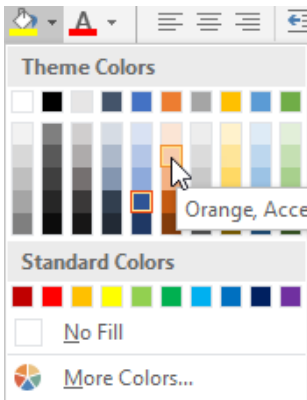 A
Theme Colors
Orange, Acce
Standard Colors
No Fill
More Colors...